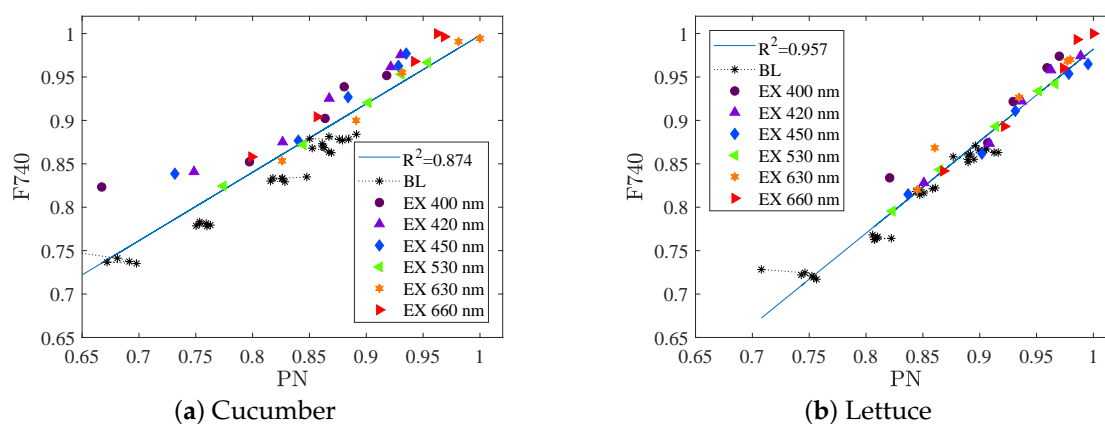 1
0.95
0.9
0.85
0.8
0.75
0.7
0.65
F740
R²=0.874
BL
EX 400 nm
EX 420 nm
EX 450 nm
EX 530 nm
EX 630 nm
EX 660 nm
0.65 0.7 0.75 0.8 0.85 0.9 0.95 1
PN
(a) Cucumber
1
0.95
0.9
0.85
0.8
0.75
0.7
0.65
F740
R²=0.957
BL
EX 400 nm
EX 420 nm
EX 450 nm
EX 530 nm
EX 630 nm
EX 660 nm
0.65 0.7 0.75 0.8 0.85 0.9 0.95 1
PN
(b) Lettuce